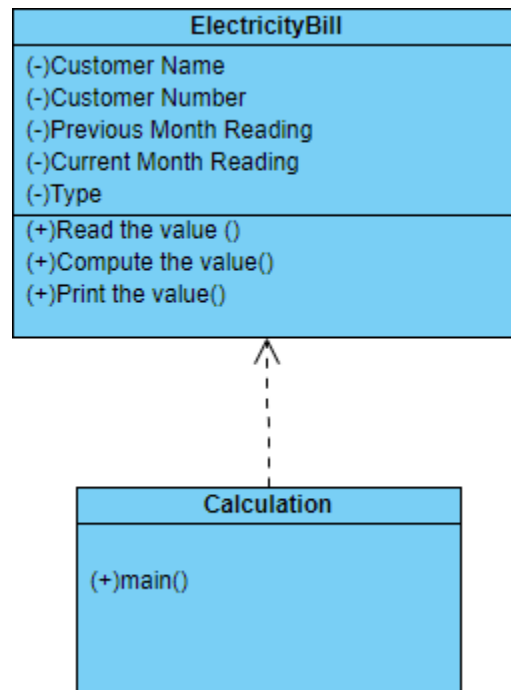 ElectricityBill
(-)Customer Name
(-)Customer Number
(-)Previous Month Reading
(-)Current Month Reading
(-)Type
(+)Read the value ()
(+)Compute the value()
(+)Print the value()
Calculation
(+)main()